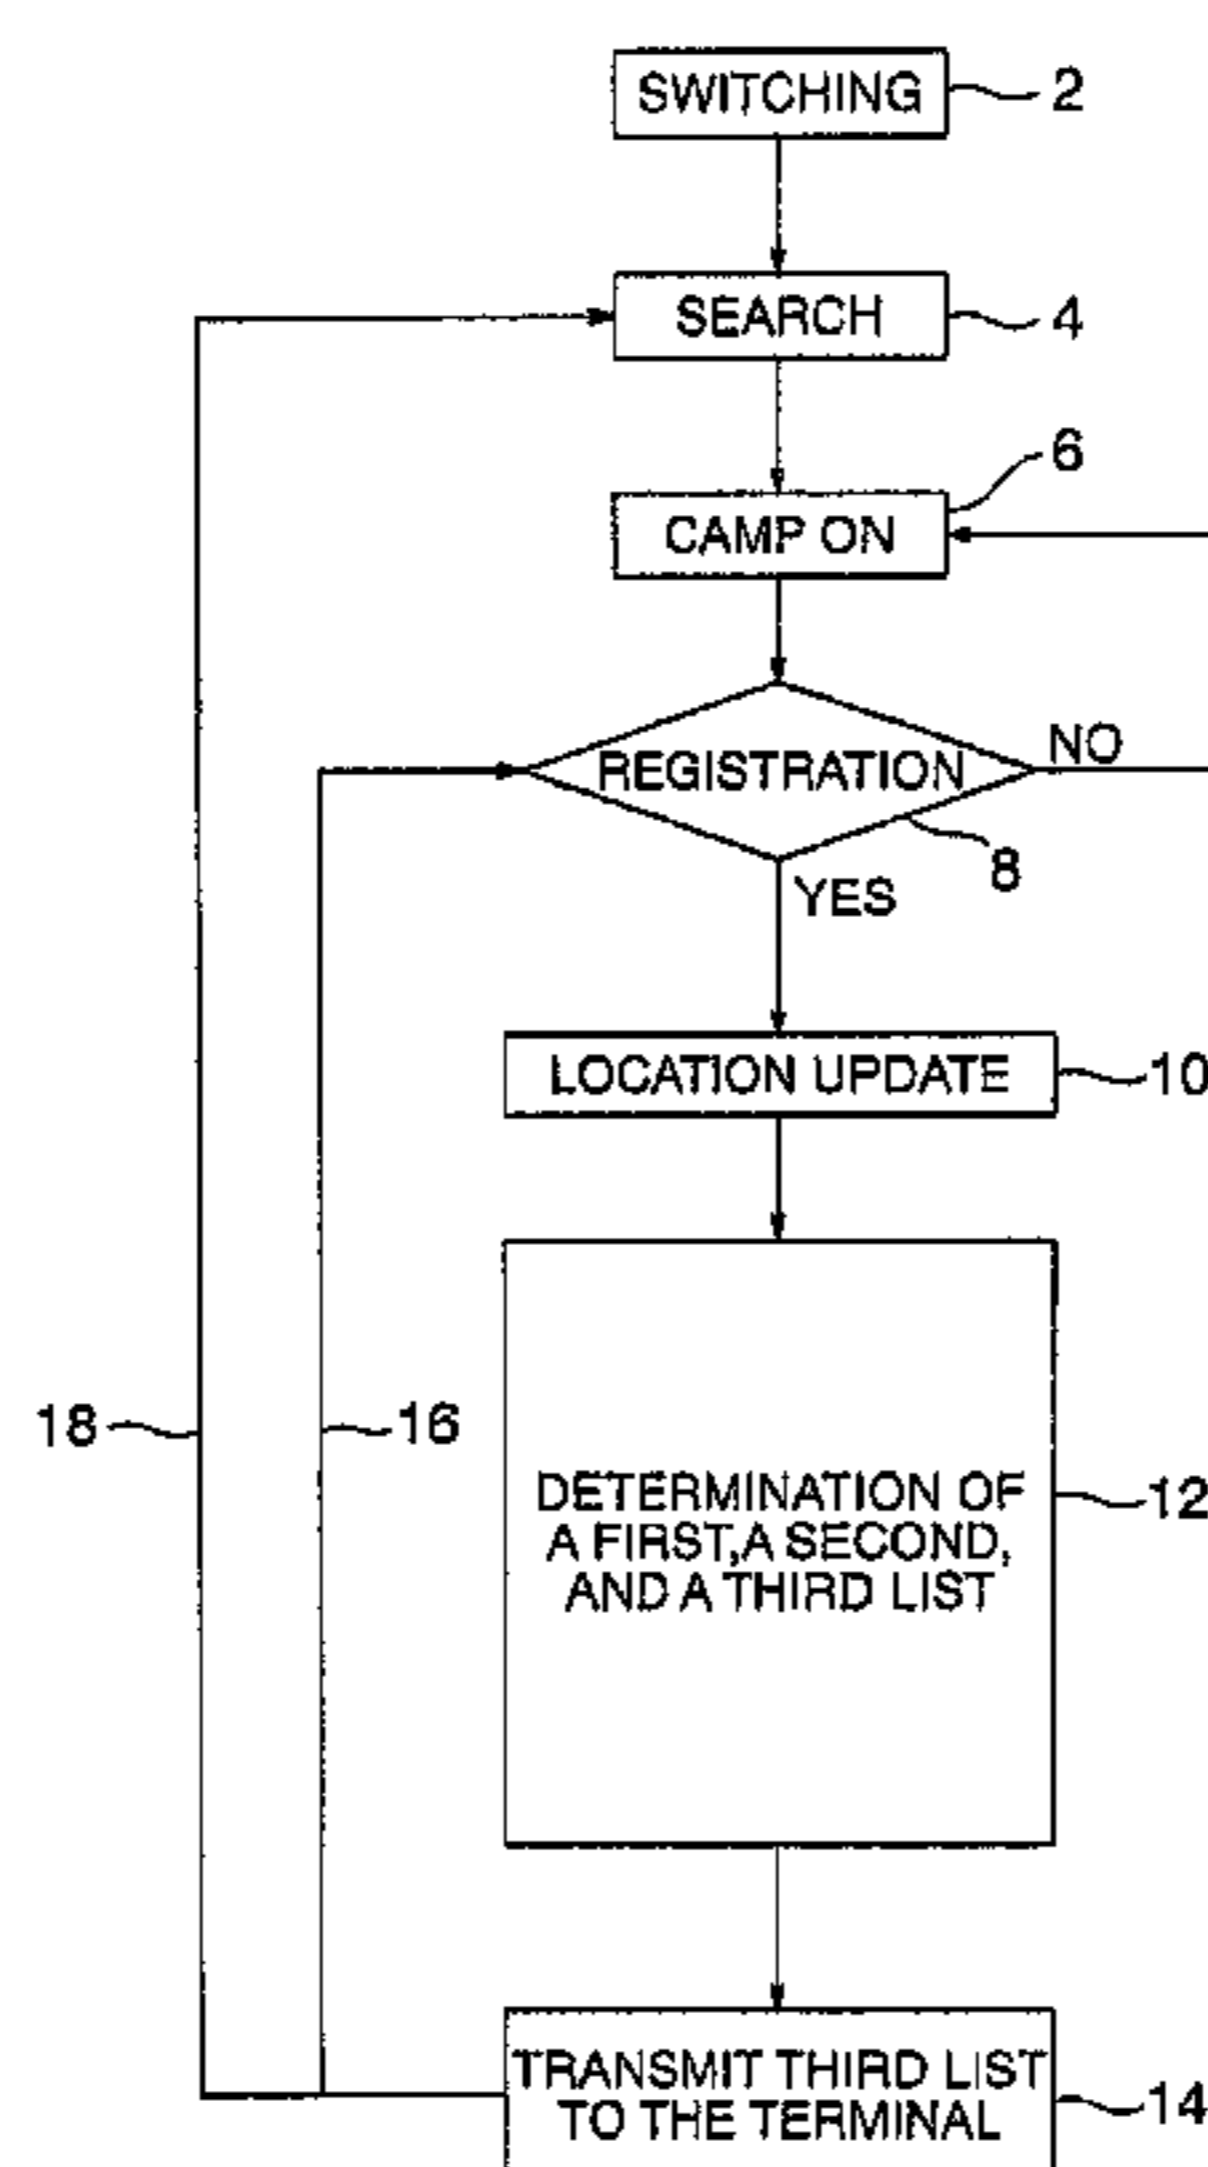 SWITCHING
2
SEARCH
4
6
CAMP ON
REGISTRATION
NO
8
YES
LOCATION UPDATE
10
18
16
DETERMINATION OF
A FIRST, A SECOND,
AND A THIRD LIST
12
TRANSMIT THIRD LIST
TO THE TERMINAL
14